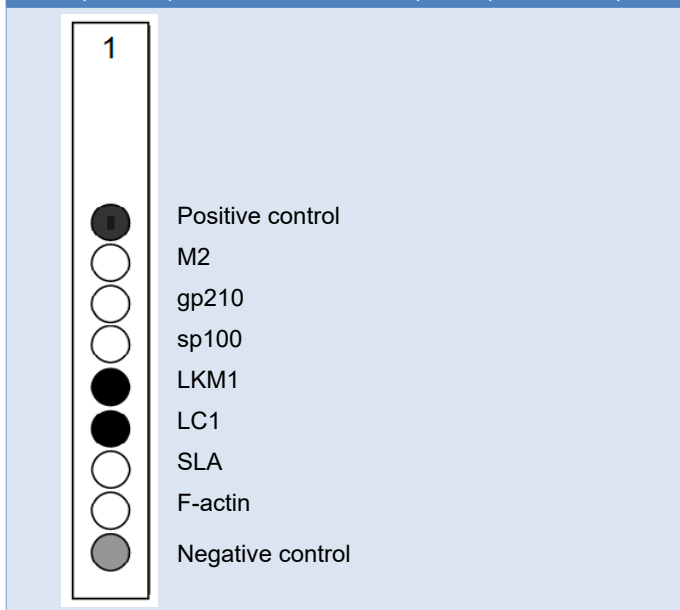 1
Positive control
M2
gp210
sp100
LKM1
LC1
SLA
F-actin
Negative control